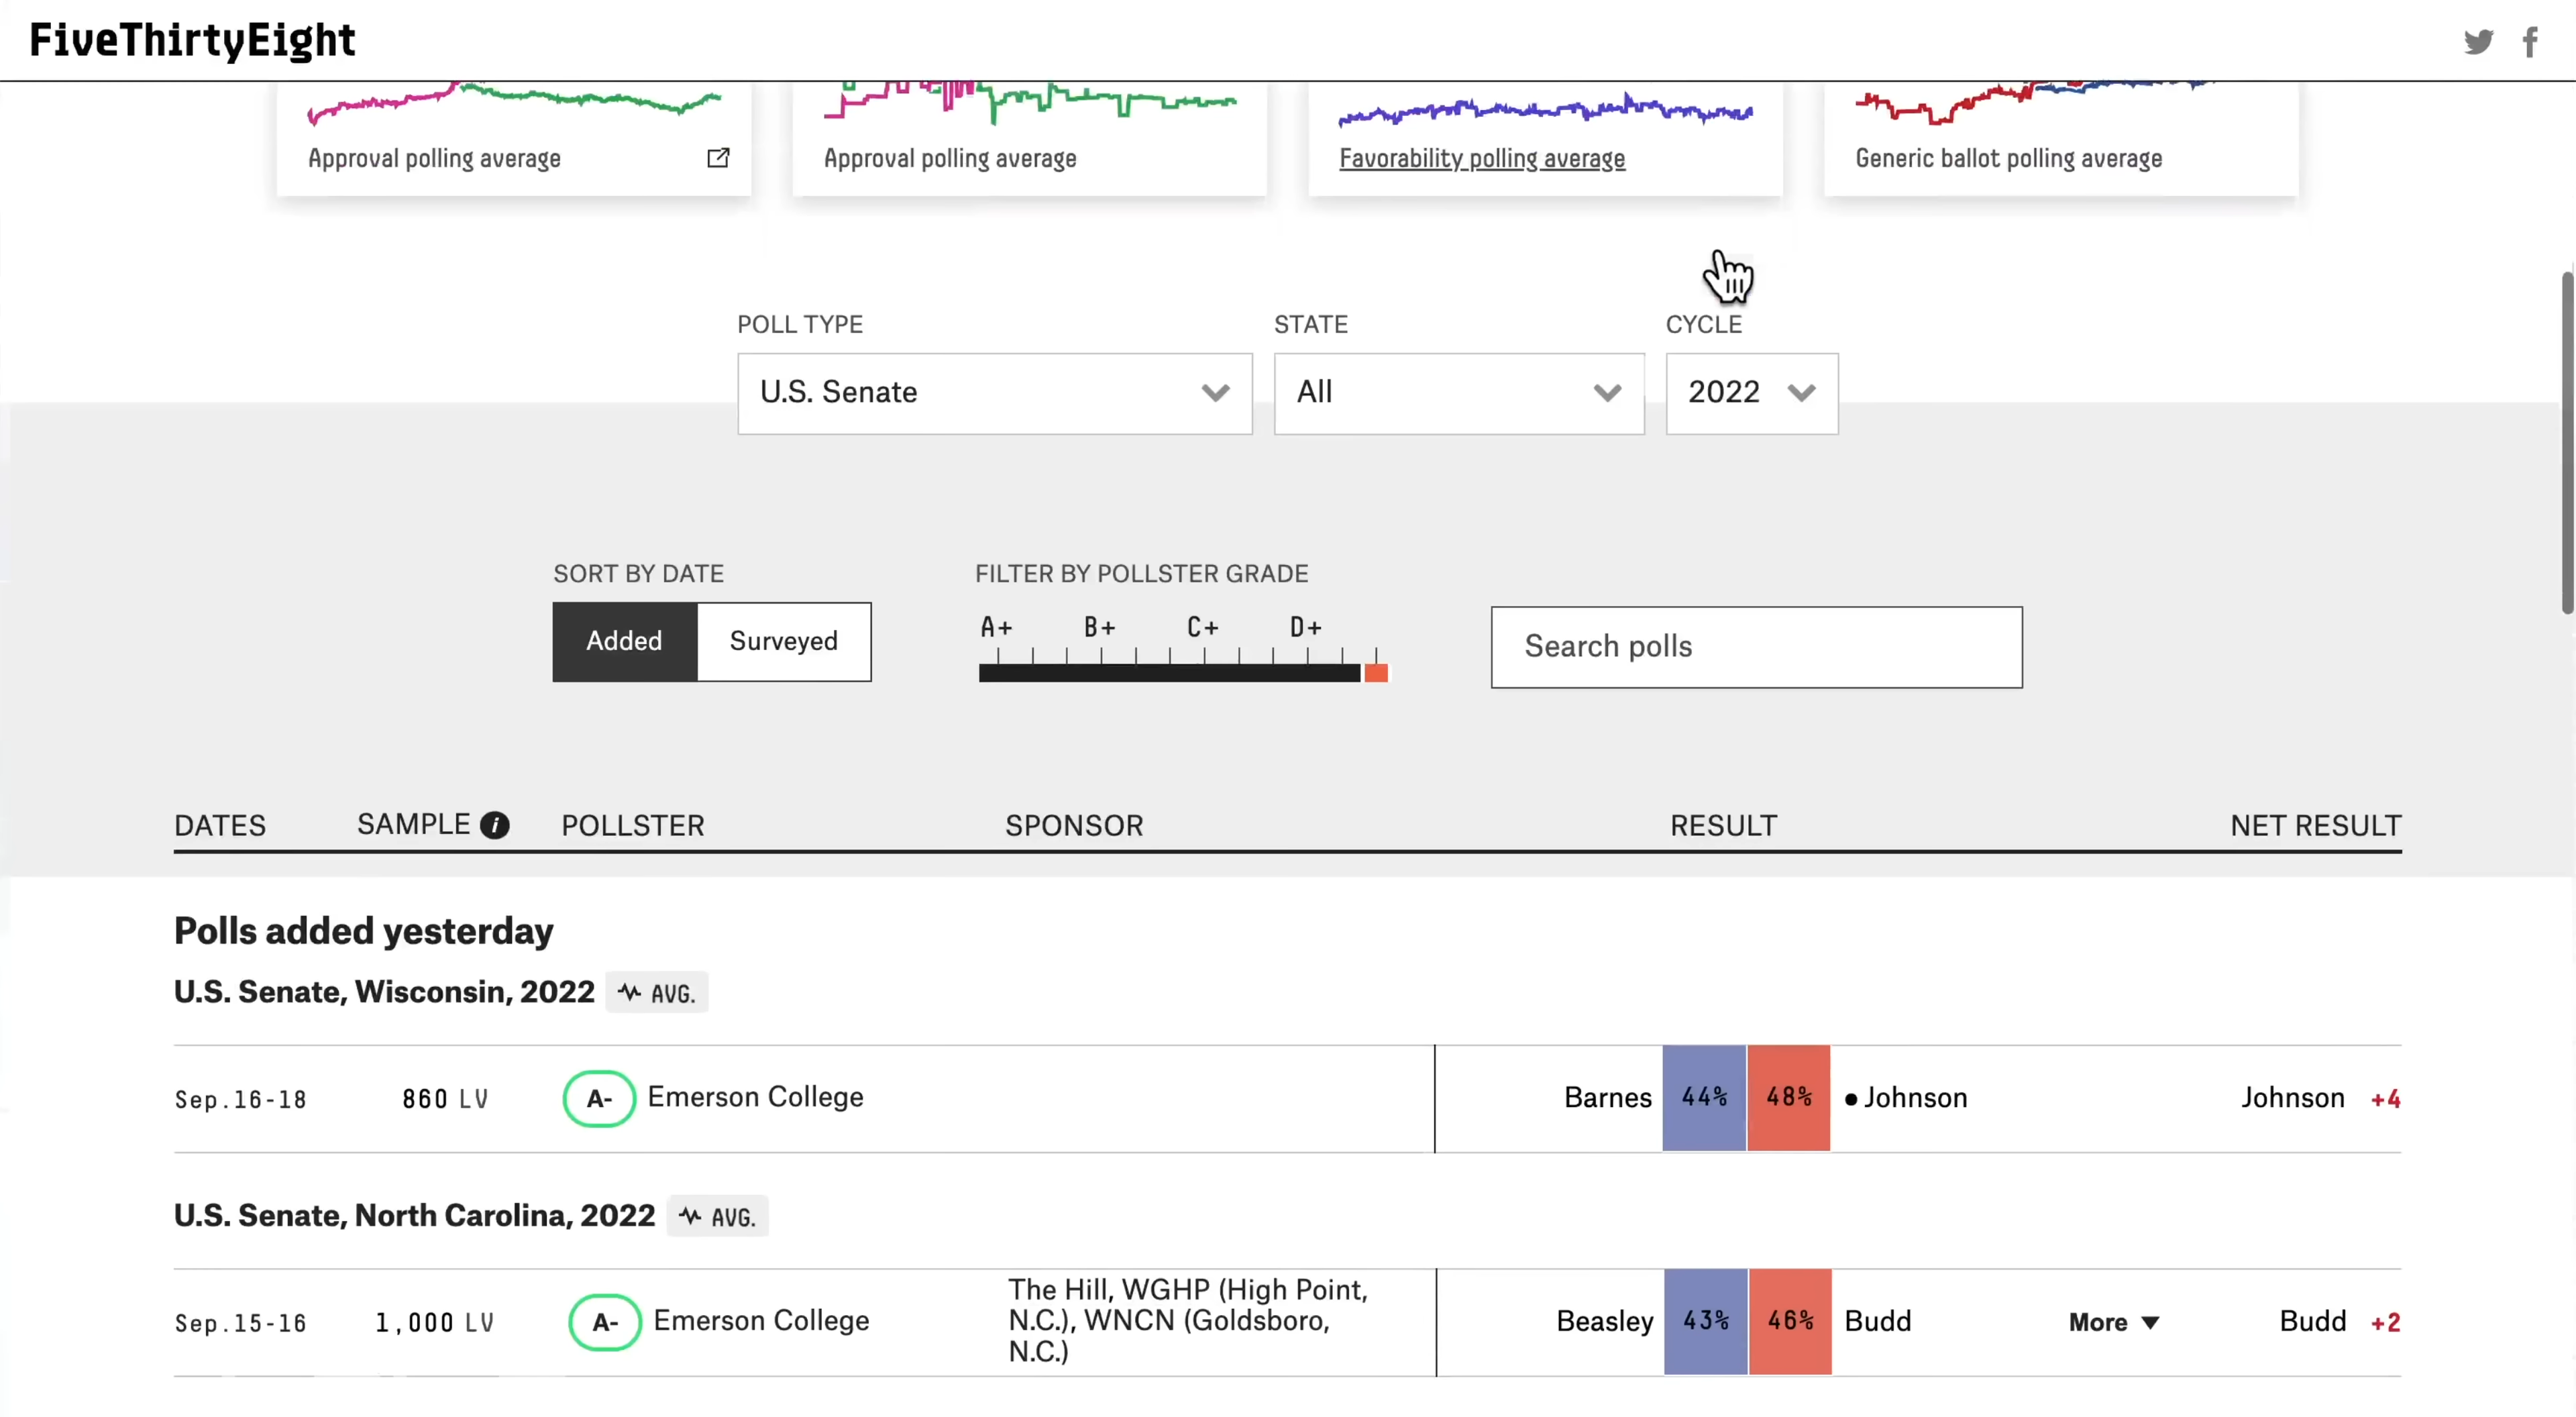 FiveThirtyEight
Approval polling average
Approval polling average
Favorability polling average
Generic ballot polling average
POLL TYPE
STATE
CYCLE
U.S. Senate
All
2022
SORT BY DATE
FILTER BY POLLSTER GRADE
Added
Surveyed
A+ B+ C+ D+
Search polls
DATES SAMPLE i POLLSTER SPONSOR RESULT NET RESULT
Polls added yesterday
U.S. Senate, Wisconsin, 2022 AVG.
Sep.16-18 860 LV A- Emerson College Barnes 44% 48% • Johnson Johnson +4
U.S. Senate, North Carolina, 2022 AVG.
Sep.15-16 1,000 LV A- Emerson College
The Hill, WGHP (High Point,
N.C.), WNCN (Goldsboro,
N.C.)
Beasley 43% 46% Budd More ▼ Budd +2